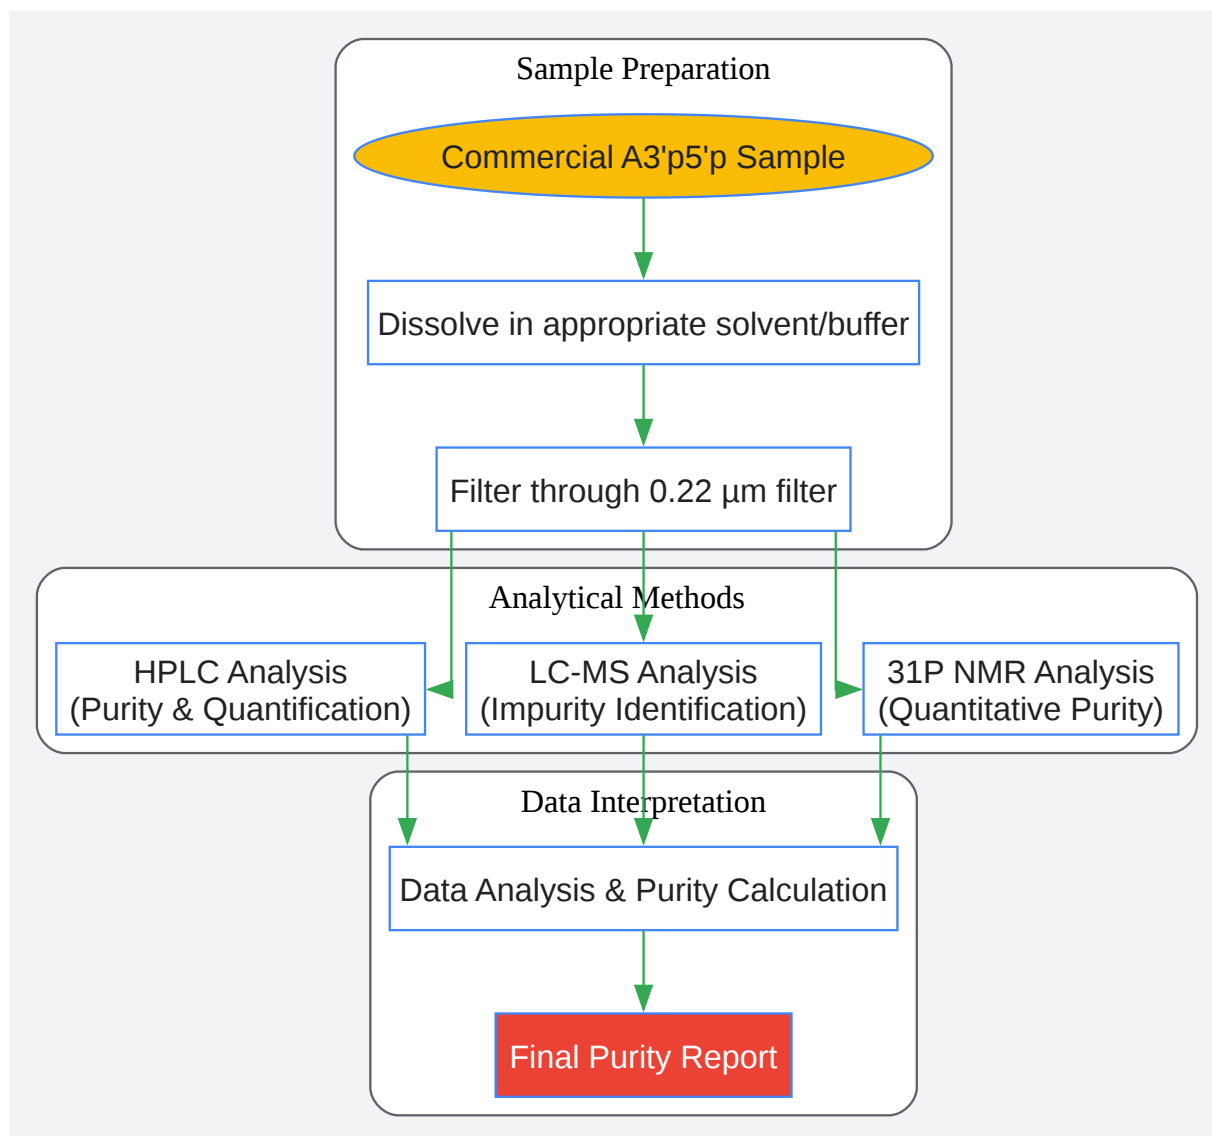 Sample Preparation
Commercial A3'p5'p Sample
Dissolve in appropriate solvent/buffer
Filter through 0.22 µm filter
Analytical Methods
HPLC Analysis
(Purity & Quantification)
LC-MS Analysis
(Impurity Identification)
31P NMR Analysis
(Quantitative Purity)
Data Interpretation
Data Analysis & Purity Calculation
Final Purity Report